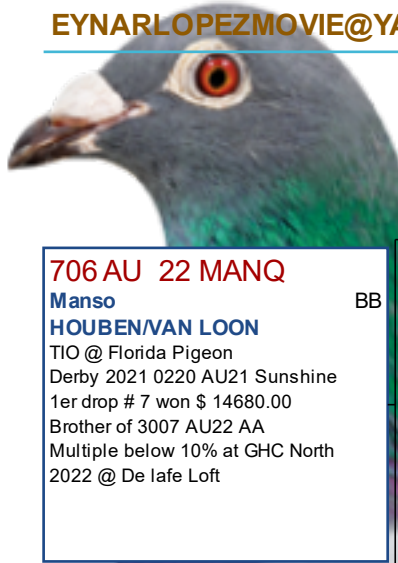 EYNARLOPEZMOVIE@YA
706 AU 22 MANQ
Manso BB
HOUBEN/VAN LOON
TIO @ Florida Pigeon
Derby 2021 0220 AU21 Sunshine
1er drop # 7 won $ 14680.00
Brother of 3007 AU22 AA
Multiple below 10% at GHC North
2022 @ De lafe Loft